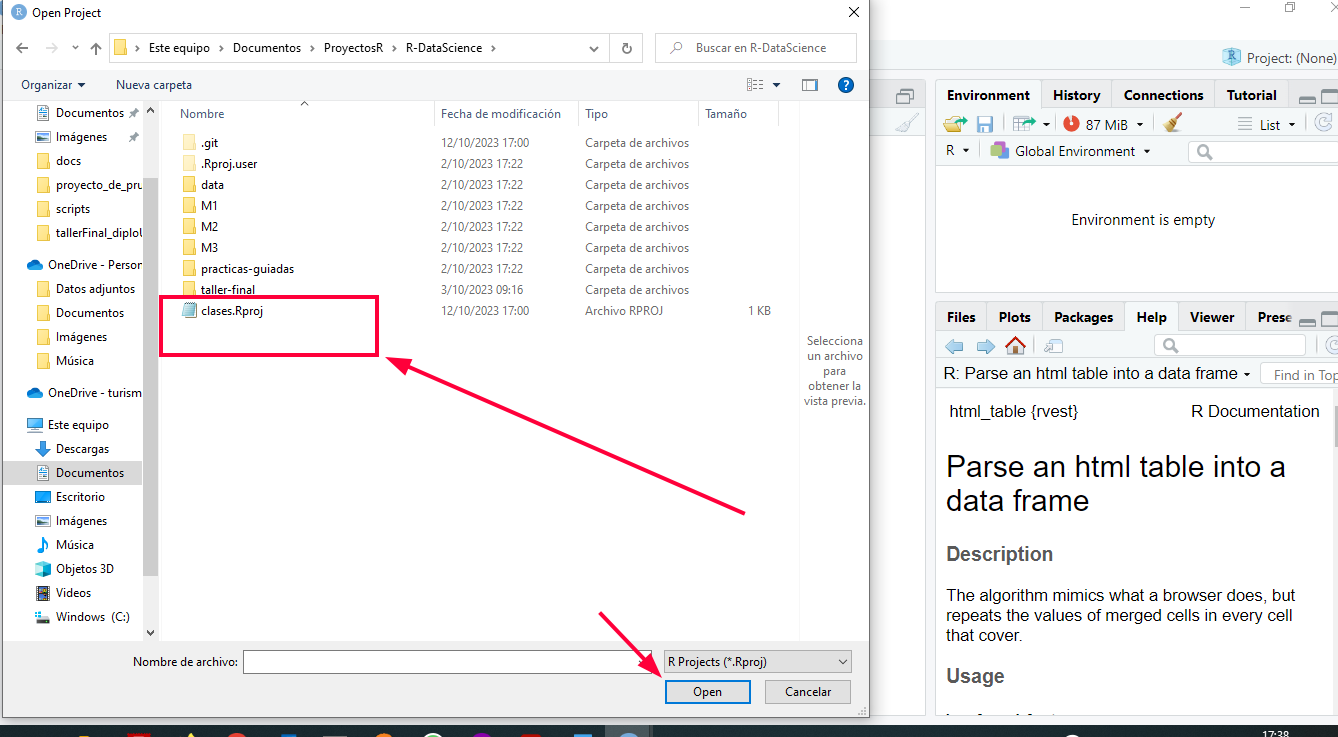 Open Project
Este equipo
Documentos
ProyectosR
R-DataScience
Buscar en R-DataScience
Organizar
Nueva carpeta
Documentos
Imágenes
docs
proyecto_de_pru
scripts
tallerFinal_diplo
OneDrive - Person
Datos adjuntos
Documentos
Imágenes
Música
OneDrive - turism
Este equipo
Descargas
Documentos
Escritorio
Imágenes
Música
Objetos 3D
Videos
Windows (C:)
Nombre Fecha de modificación Tipo Tamaño
.git 12/10/2023 17:00 Carpeta de archivos
.Rproj.user 2/10/2023 17:22 Carpeta de archivos
data 2/10/2023 17:22 Carpeta de archivos
M1 2/10/2023 17:22 Carpeta de archivos
M2 2/10/2023 17:22 Carpeta de archivos
M3 2/10/2023 17:22 Carpeta de archivos
practicas-guiadas 2/10/2023 17:22 Carpeta de archivos
taller-final 3/10/2023 09:16 Carpeta de archivos
clases.Rproj 12/10/2023 17:00 Archivo RPROJ 1 KB
Selecciona
un archivo
para
obtener la
vista previa.
Nombre de archivo:
R Projects (*.Rproj)
Open Cancelar
Project: (None)
Environment History Connections Tutorial
87 MiB List
R Global Environment
Environment is empty
Files Plots Packages Help Viewer Prese
R: Parse an html table into a data frame Find in Top
html_table {rvest} R Documentation
Parse an html table into a
data frame
Description
The algorithm mimics what a browser does, but
repeats the values of merged cells in every cell
that cover.
Usage
17:38